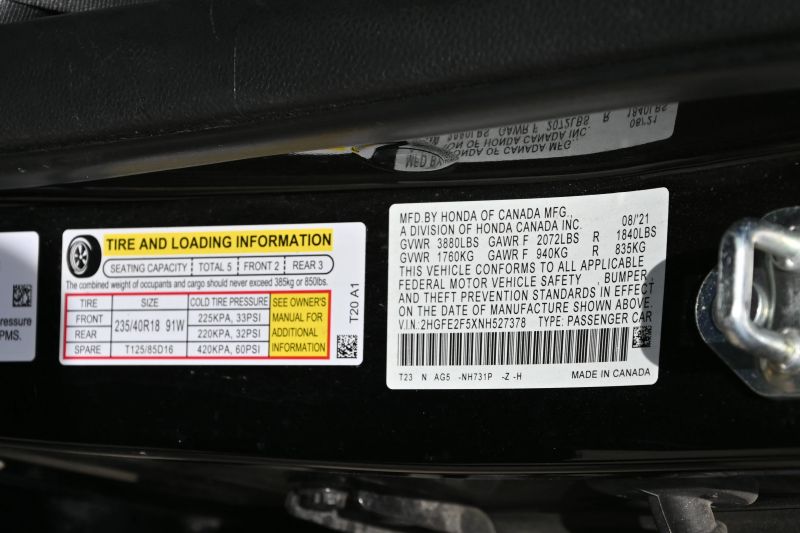 ressure
PMS.
TIRE AND LOADING INFORMATION
SEATING CAPACITY | TOTAL 5 | FRONT 2 | REAR 3
The combined weight of occupants and cargo should never exceed 385kg or 850lbs.
TIRE SIZE COLD TIRE PRESSURE
FRONT 235/40R18 91W 225KPA, 33PSI
REAR 220KPA, 32PSI
SPARE T125/85D16 420KPA, 60PSI
SEE OWNER'S
MANUAL FOR
ADDITIONAL
INFORMATION
T20 A1
MFD.BY HONDA OF CANADA MFG., 08/'21
A DIVISION OF HONDA CANADA INC.
GVWR 3880LBS GAWR F 2072LBS R 1840LBS
GVWR 1760KG GAWR F 940KG R 835KG
THIS VEHICLE CONFORMS TO ALL APPLICABLE
FEDERAL MOTOR VEHICLE SAFETY, BUMPER
AND THEFT PREVENTION STANDARDS IN EFFECT
ON THE DATE OF MANUFACTURE SHOWN ABOVE.
V.I.N.:2HGFE2F5XNH527378 TYPE: PASSENGER CAR
T23 N AG5 -NH731P -Z -H MADE IN CANADA